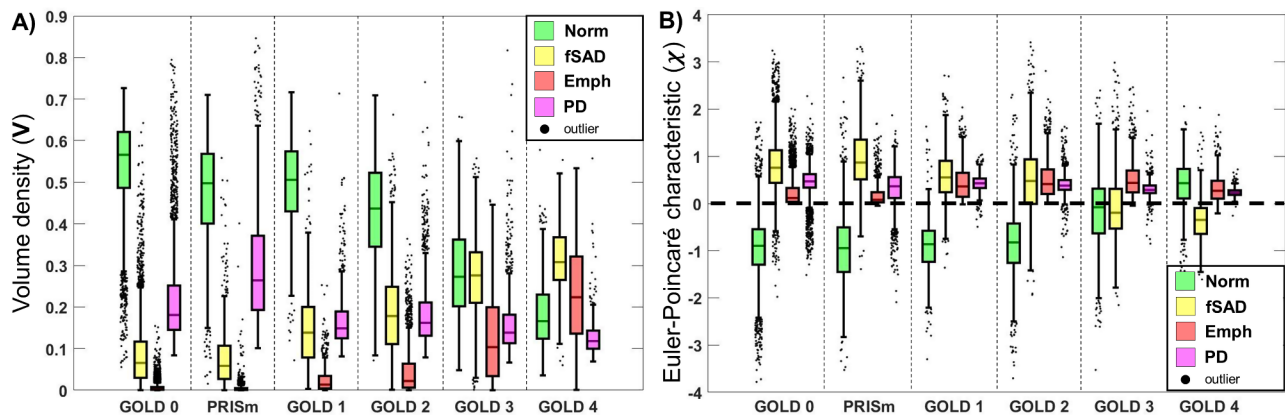 A)
Volume density (V)
0.9
0.8
0.7
0.6
0.5
0.4
0.3
0.2
0.1
0
Norm
fSAD
Emph
PD
outlier
GOLD 0 PRISm GOLD 1 GOLD 2 GOLD 3 GOLD 4
B)
Euler-Poincaré characteristic (χ)
4
3
2
1
0
-1
-2
-3
-4
Norm
fSAD
Emph
PD
outlier
GOLD 0 PRISm GOLD 1 GOLD 2 GOLD 3 GOLD 4